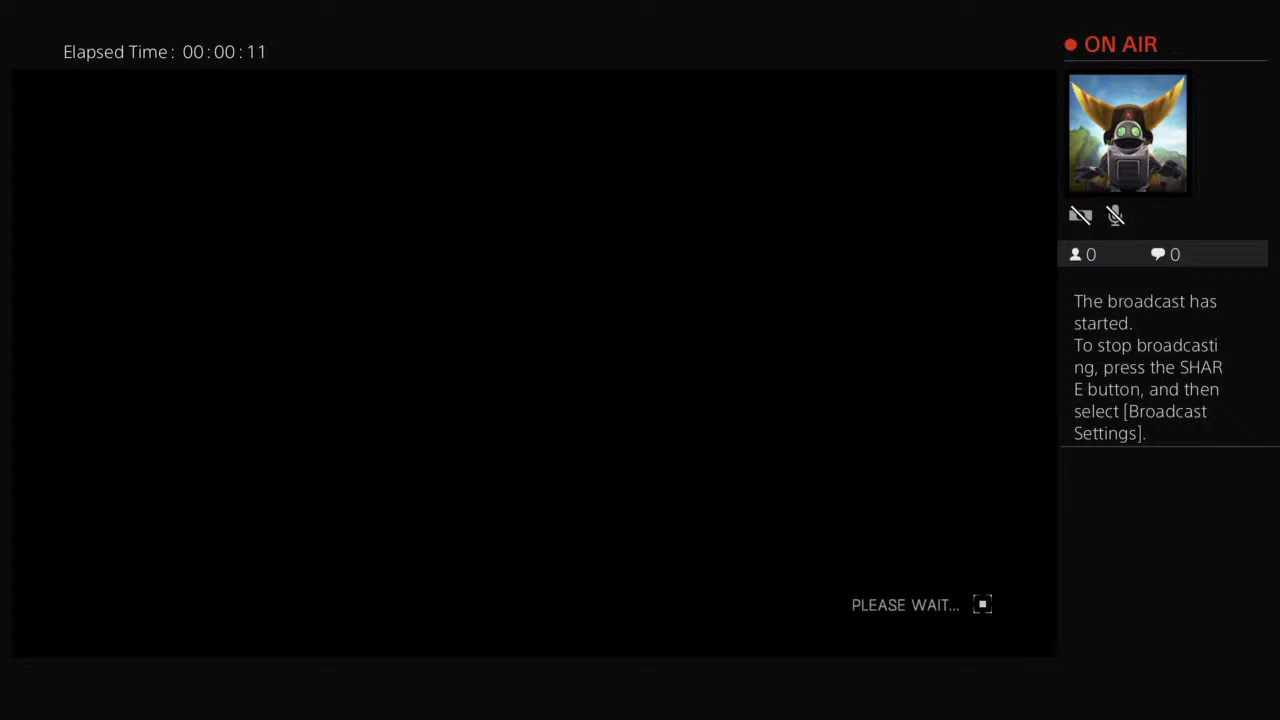 Elapsed Time: 00:00:11
ON AIR
0 0
The broadcast has
started.
To stop broadcasti
ng, press the SHAR
E button, and then
select [Broadcast
Settings].
PLEASE WAIT...